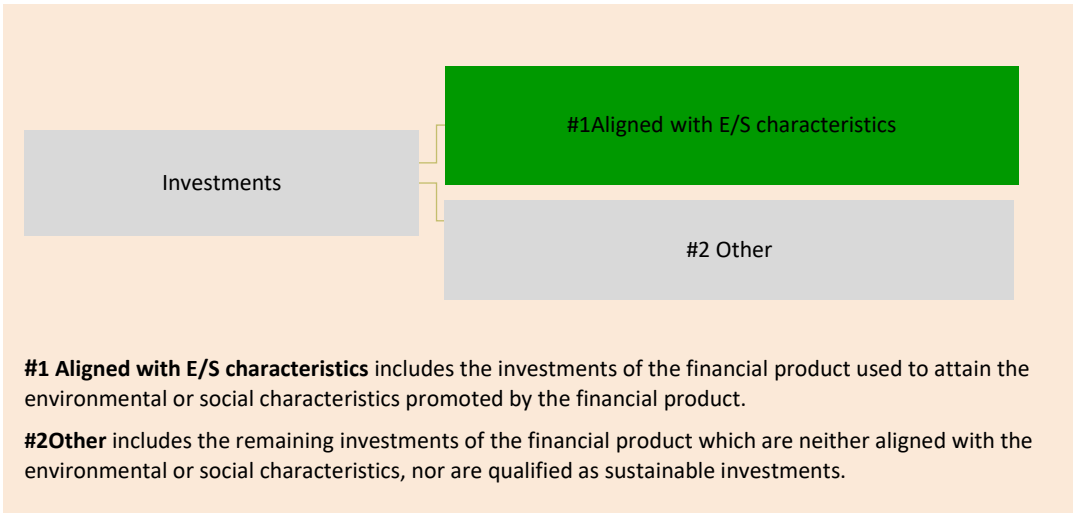 #1Aligned with E/S characteristics
Investments
#2 Other
#1 Aligned with E/S characteristics includes the investments of the financial product used to attain the
environmental or social characteristics promoted by the financial product.
#2Other includes the remaining investments of the financial product which are neither aligned with the
environmental or social characteristics, nor are qualified as sustainable investments.